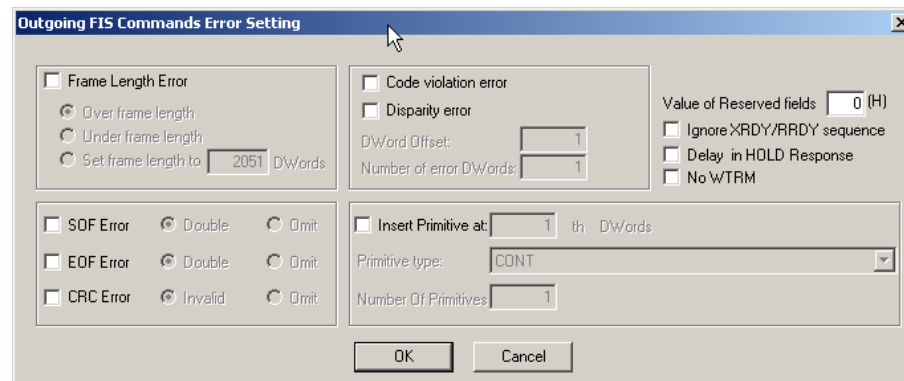 Outgoing FIS Commands Error Setting
Frame Length Error
Over frame length
Under frame length
Set frame length to 2051 DWords
Code violation error
Disparity error
DWord Offset: 1
Number of error DWords: 1
Value of Reserved fields 0 (H)
Ignore XRDY/RRDY sequence
Delay in HOLD Response
No WTRM
SOF Error Double Omit
EOF Error Double Omit
CRC Error Invalid Omit
Insert Primitive at: 1 th DWords
Primitive type: CONT
Number Of Primitives 1
OK Cancel